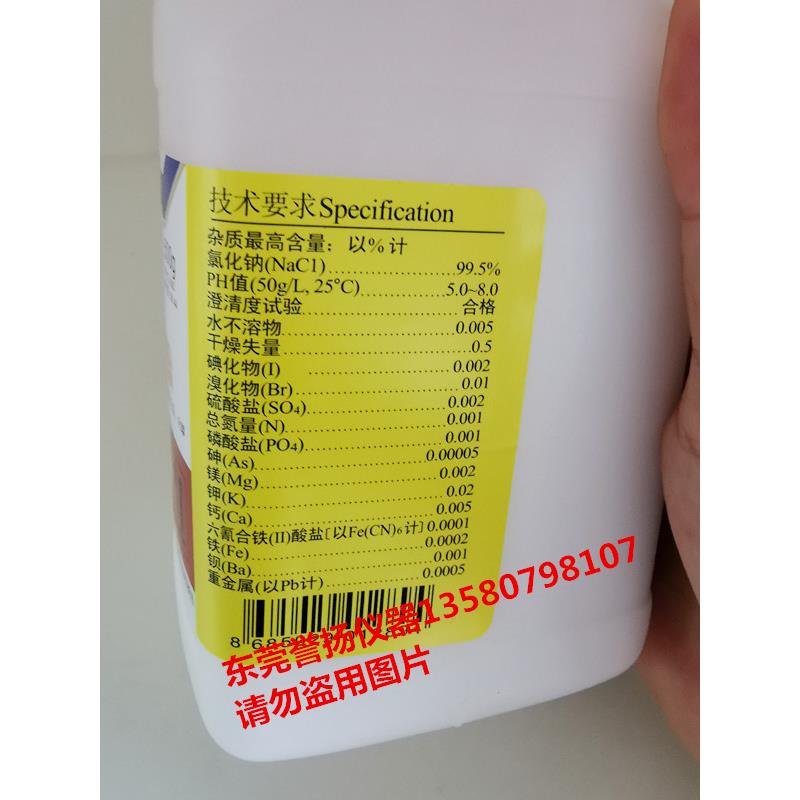 技术要求Specification
杂质最高含量：以%计
氯化钠(NaCl)..................99.5%
PH值(50g/L, 25°C)............5.0~8.0
澄清度试验......................合格
水不溶物........................0.005
干燥失量..........................0.5
碘化物(I) ......................0.002
溴化物(Br)......................0.01
硫酸盐(SO₄)....................0.002
总氮量(N).......................0.001
磷酸盐(PO₄)....................0.001
砷(As).........................0.00005
镁(Mg)..........................0.002
钾(K)............................0.02
钙(Ca)..........................0.005
六氰合铁(II)酸盐[以Fe(CN)₆计] 0.0001
铁(Fe).........................0.0002
钡(Ba)..........................0.001
重金属(以Pb计)................0.0005
东莞誉扬仪器13580798107
请勿盗用图片